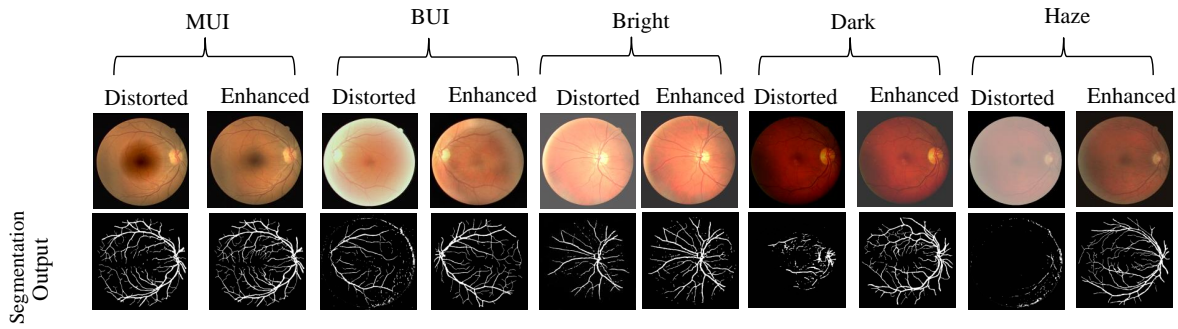 MUI BUI Bright Dark Haze
Distorted Enhanced Distorted Enhanced Distorted Enhanced Distorted Enhanced Distorted Enhanced
Segmentation
Output